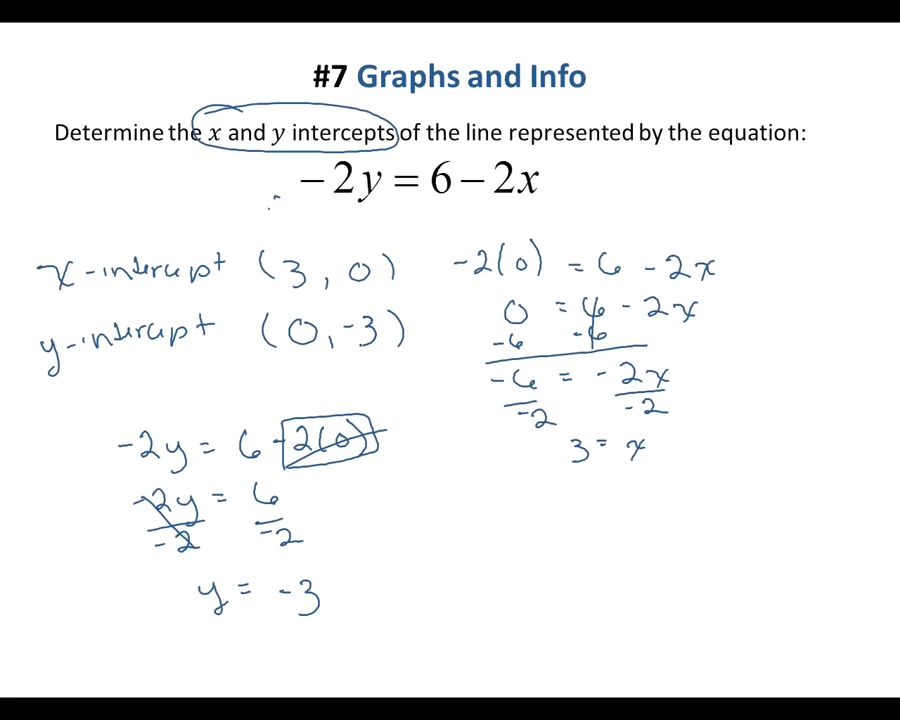 #7 Graphs and Info
Determine the x and y intercepts of the line represented by the equation:
-2y = 6 - 2x
x-intercept (3, 0)
y-intercept (0, -3)
-2(0) = 6 - 2x
0 = 6 - 2x
-6 -6
-6 = -2x
-2 -2
3 = x
-2y = 6 - 2(0)
-2y = 6
-2 -2
y = -3